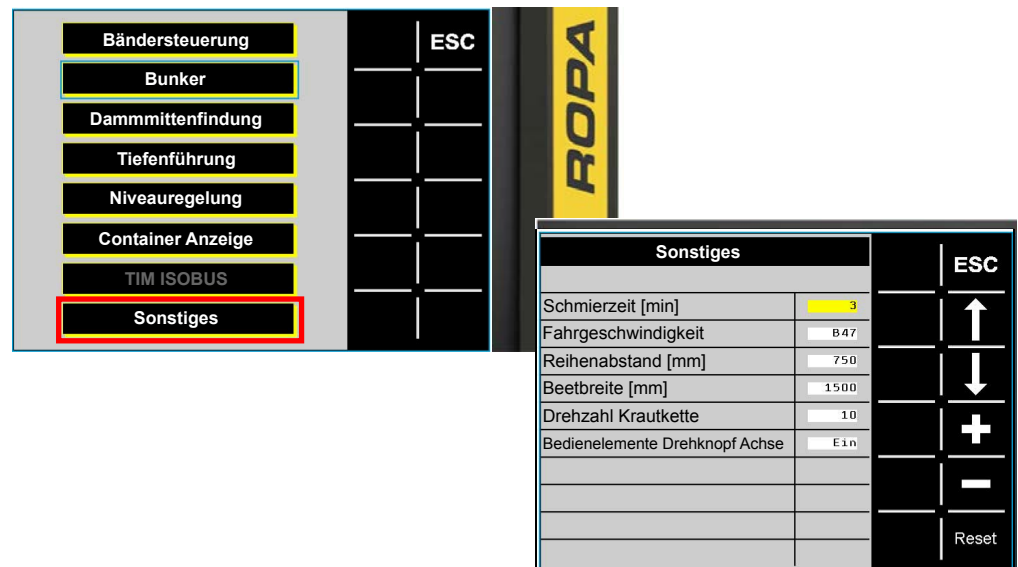 Bändersteuerung
ESC
Bunker
Dammmittenfindung
Tiefenführung
Niveauregelung
Container Anzeige
TIM ISOBUS
Sonstiges
ROPA
Sonstiges
ESC
Schmierzeit [min] 3
Fahrgeschwindigkeit B47
Reihenabstand [mm] 750
Beetbreite [mm] 1500
Drehzahl Krautkette 10
Bedienelemente Drehknopf Achse Ein
Reset